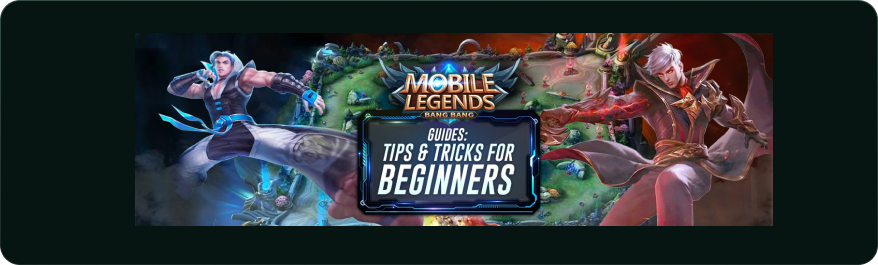 MOBILE
LEGENDS
BANG BANG
GUIDES:
TIPS & TRICKS FOR
BEGINNERS